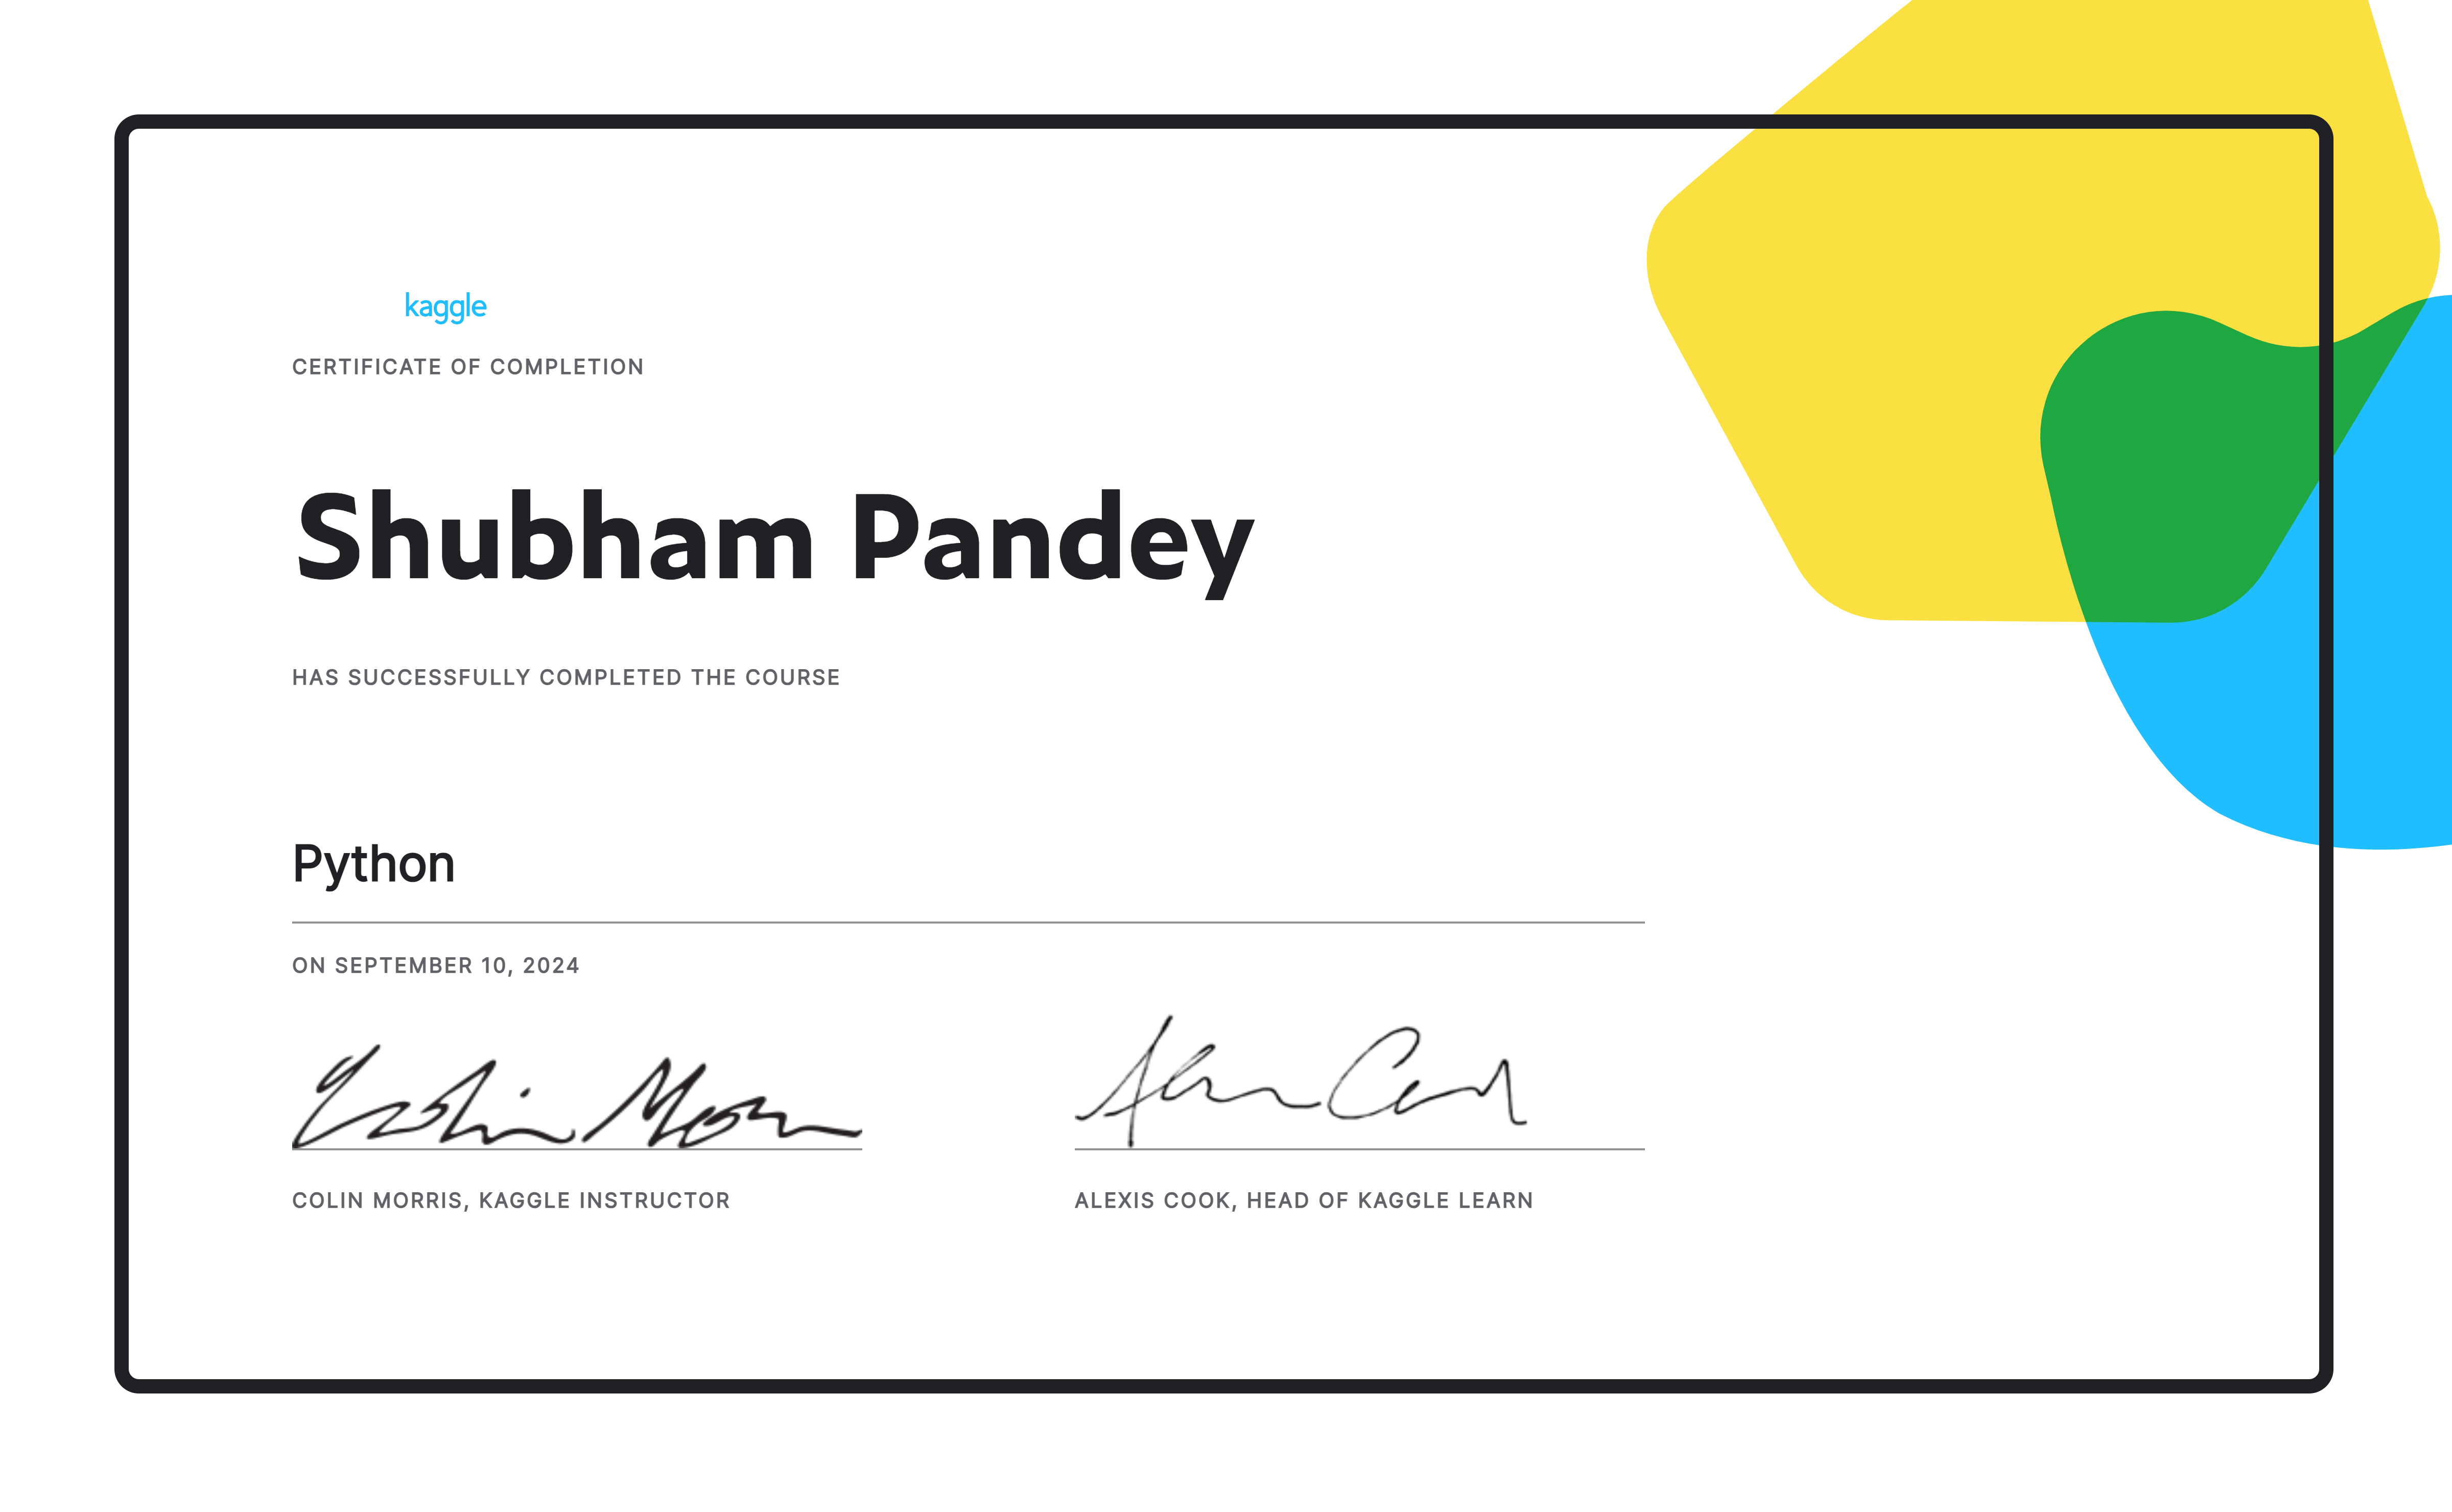 kaggle
CERTIFICATE OF COMPLETION
Shubham Pandey
HAS SUCCESSFULLY COMPLETED THE COURSE
Python
ON SEPTEMBER 10, 2024
COLIN MORRIS, KAGGLE INSTRUCTOR
ALEXIS COOK, HEAD OF KAGGLE LEARN